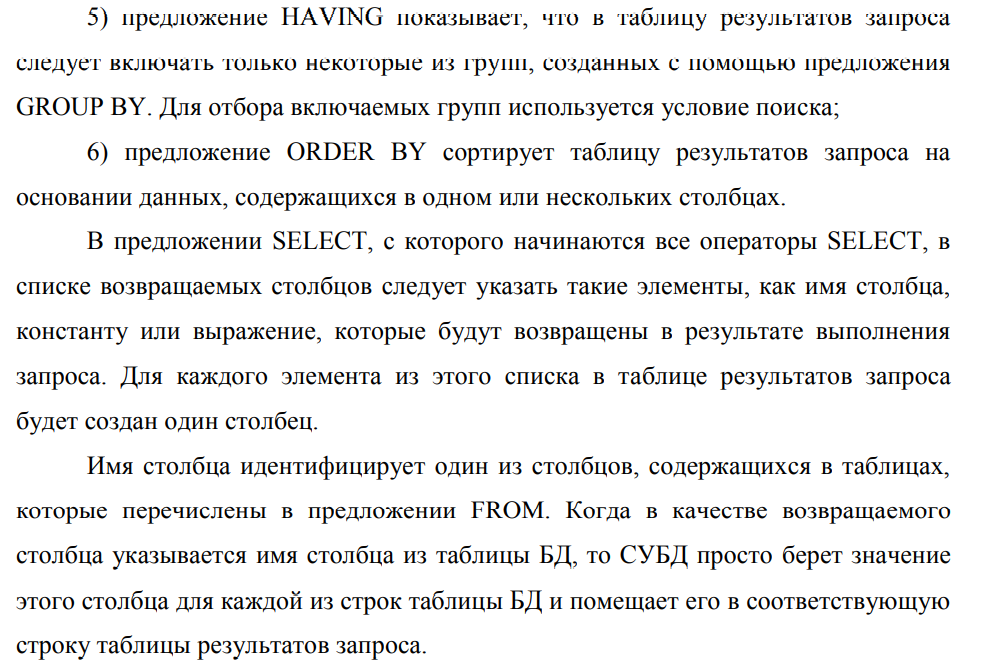 5) предложение HAVING показывает, что в таблицу результатов запроса
следует включать только некоторые из групп, созданных с помощью предложения
GROUP BY. Для отбора включаемых групп используется условие поиска;
6) предложение ORDER BY сортирует таблицу результатов запроса на
основании данных, содержащихся в одном или нескольких столбцах.
В предложении SELECT, с которого начинаются все операторы SELECT, в
списке возвращаемых столбцов следует указать такие элементы, как имя столбца,
константу или выражение, которые будут возвращены в результате выполнения
запроса. Для каждого элемента из этого списка в таблице результатов запроса
будет создан один столбец.
Имя столбца идентифицирует один из столбцов, содержащихся в таблицах,
которые перечислены в предложении FROM. Когда в качестве возвращаемого
столбца указывается имя столбца из таблицы БД, то СУБД просто берет значение
этого столбца для каждой из строк таблицы БД и помещает его в соответствующую
строку таблицы результатов запроса.